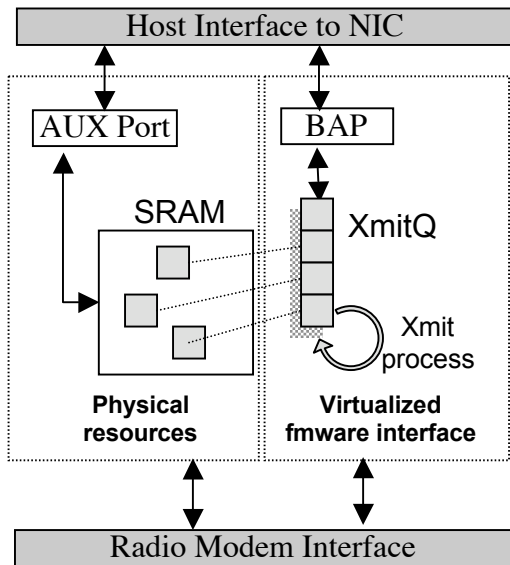 Host Interface to NIC
AUX Port
BAP
SRAM
XmitQ
Xmit
process
Physical
resources
Virtualized
fmware interface
Radio Modem Interface